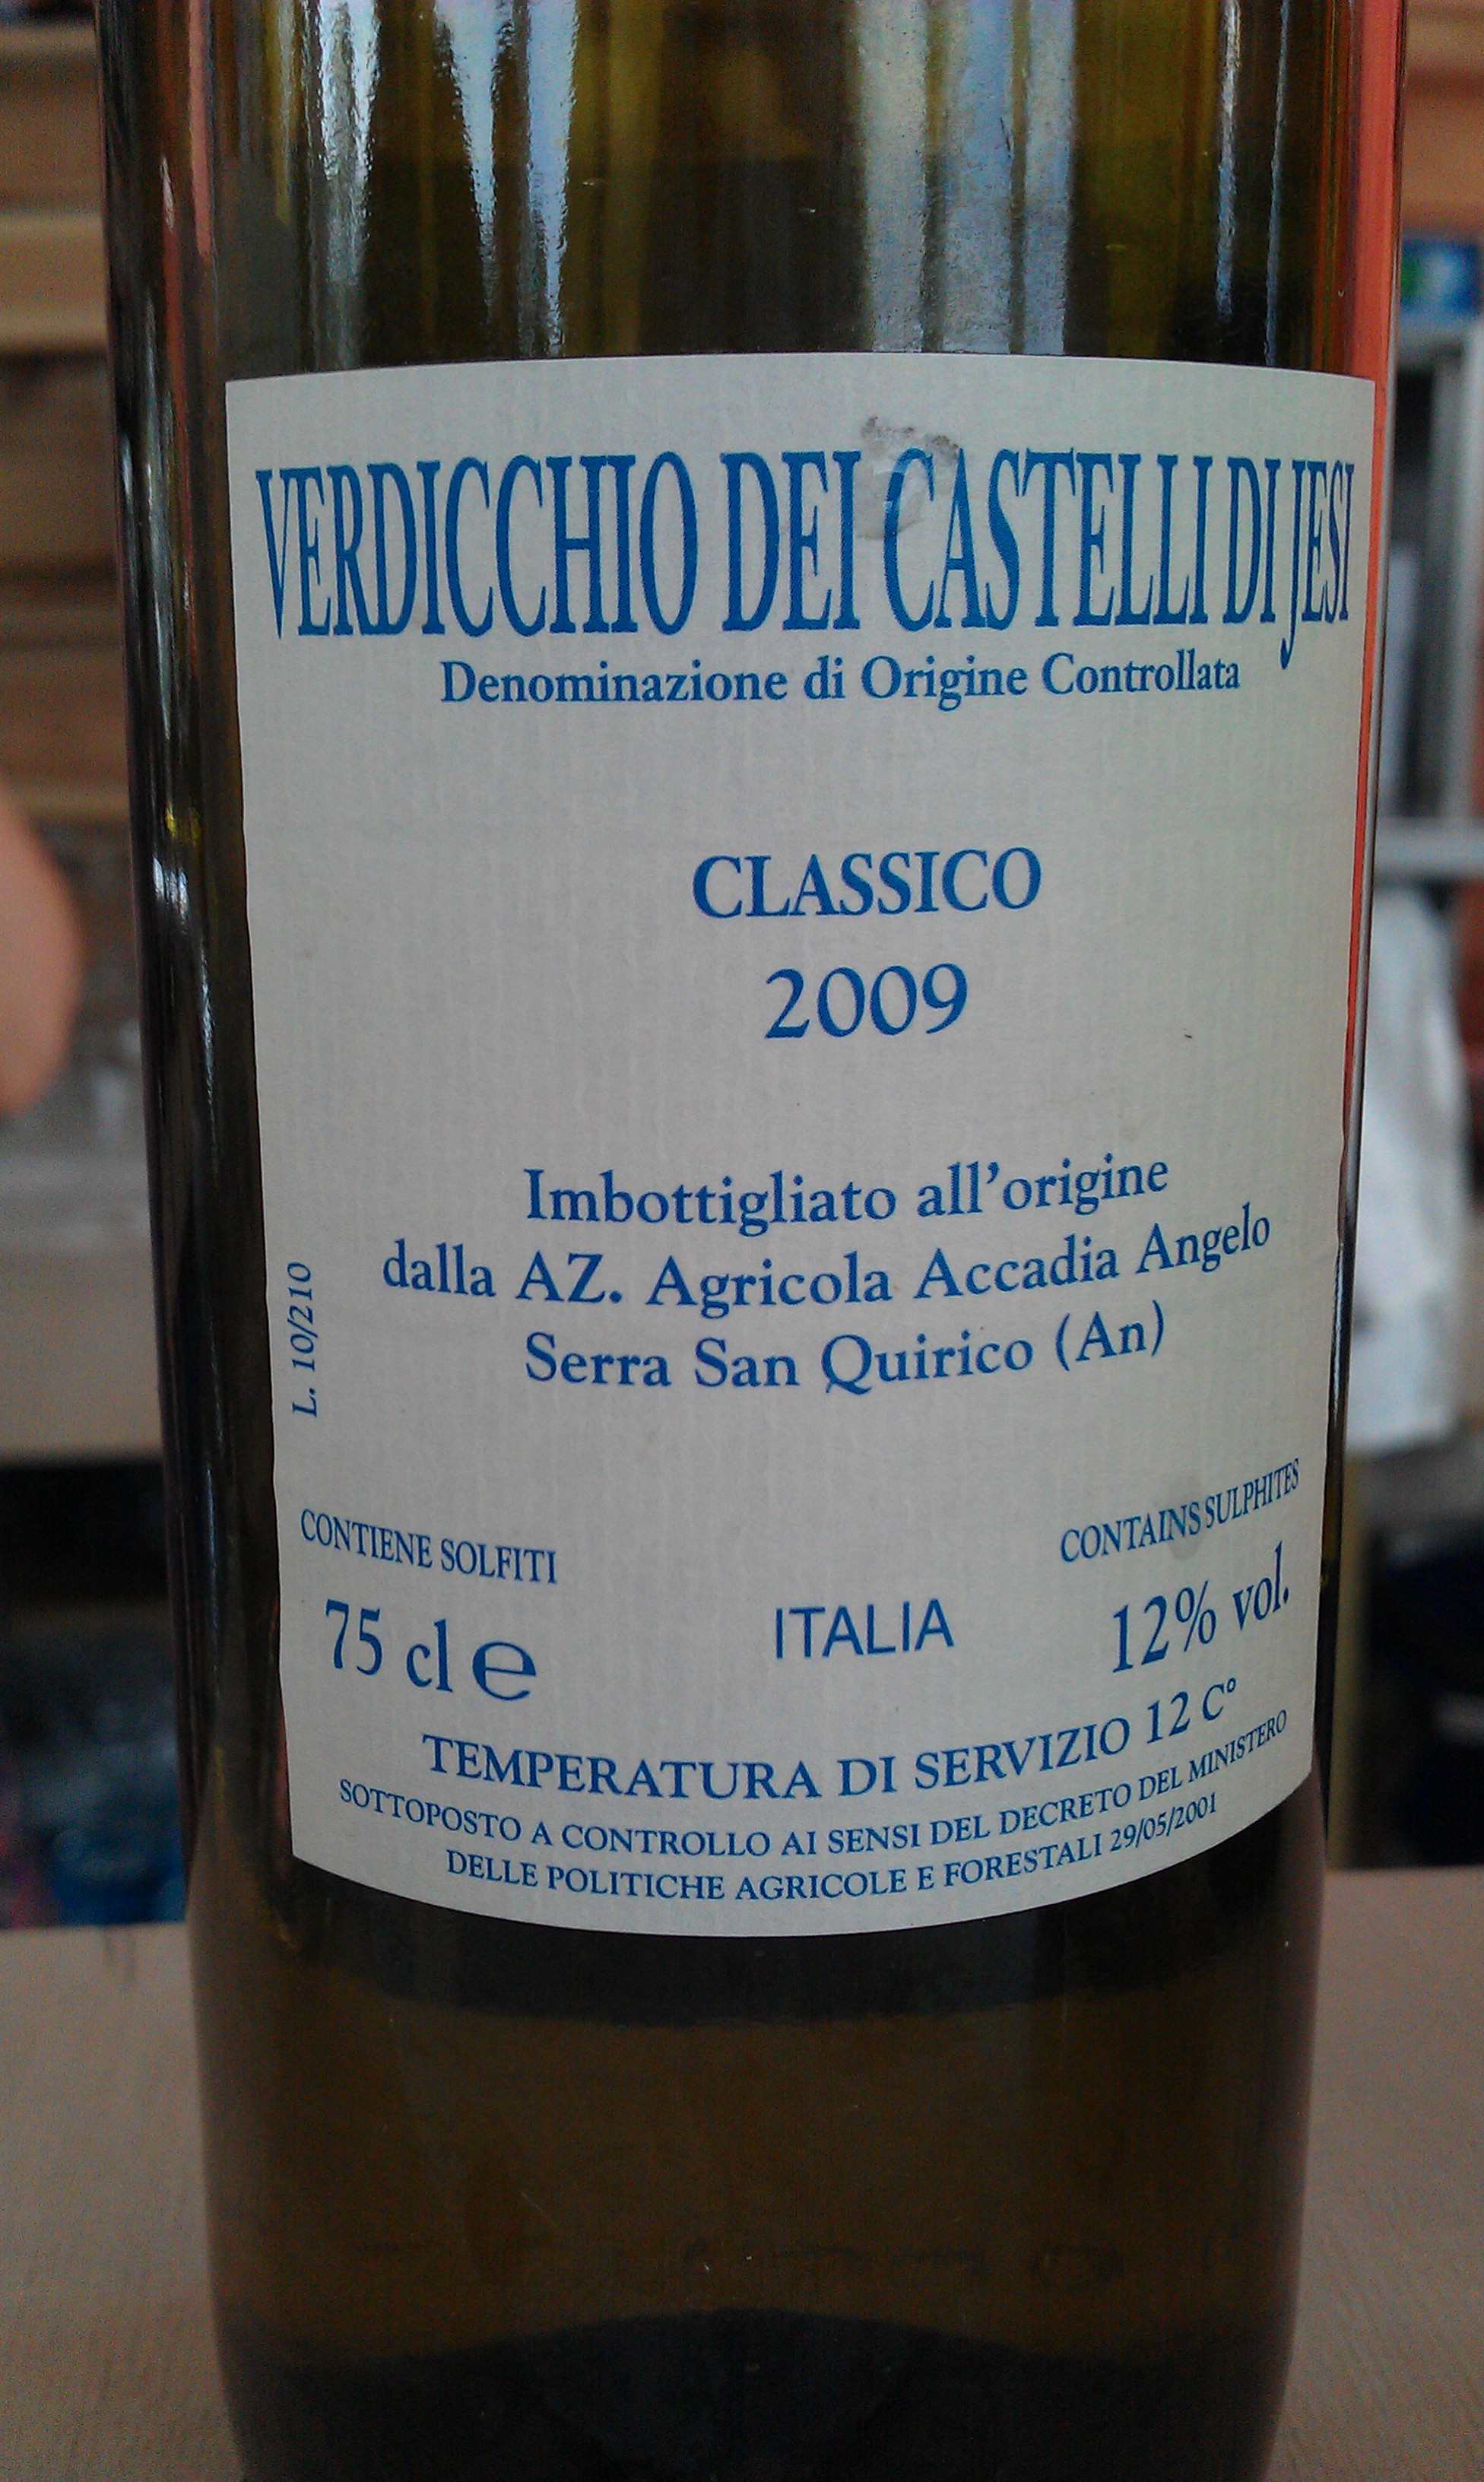 VERDICCHIO DEI CASTELLI DI JESI
Denominazione di Origine Controllata
CLASSICO
2009
Imbottigliato all'origine
dalla AZ. Agricola Accadia Angelo
Serra San Quirico (An)
L. 10/210
CONTIENE SOLFITI
CONTAINS SULPHITES
75 cl e
ITALIA
12% vol.
TEMPERATURA DI SERVIZIO 12 C°
SOTTOPOSTO A CONTROLLO AI SENSI DEL DECRETO DEL MINISTERO
DELLE POLITICHE AGRICOLE E FORESTALI 29/05/2001